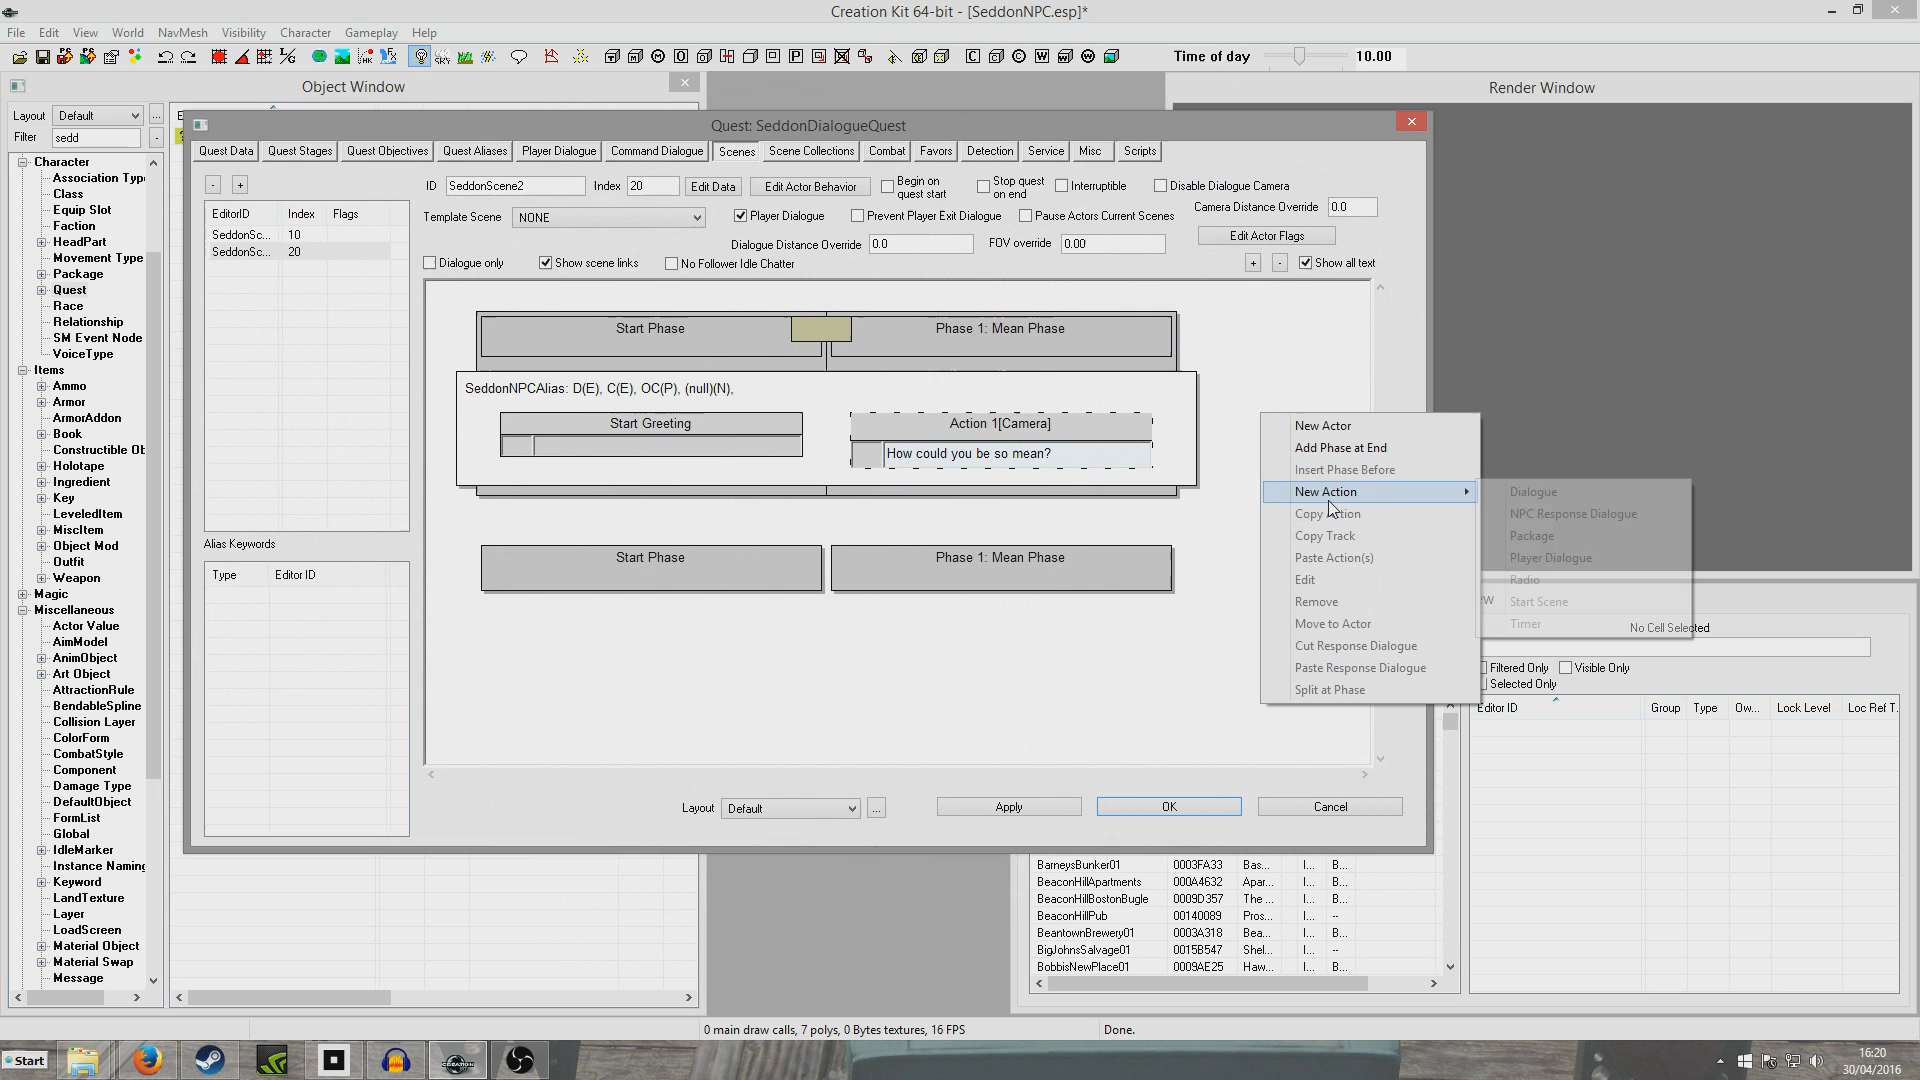 Creation Kit 64-bit - [SeddonNPC.esp]*
File Edit View World NavMesh Visibility Character Gameplay Help
Time of day 10.00
Object Window
Render Window
Layout Default ...
Filter sedd
Character
Association Typ
Class
Equip Slot
Faction
HeadPart
Movement Type
Package
Quest
Race
Relationship
SM Event Node
VoiceType
Items
Ammo
Armor
ArmorAddon
Book
Constructible Ob
Holotape
Ingredient
Key
LeveledItem
MiscItem
Object Mod
Outfit
Weapon
Magic
Miscellaneous
Actor Value
AimModel
AnimObject
Art Object
AttractionRule
BendableSpline
Collision Layer
ColorForm
CombatStyle
Component
Damage Type
DefaultObject
FormList
Global
IdleMarker
Instance Naming
Keyword
LandTexture
Layer
LoadScreen
Material Object
Material Swap
Message
Quest: SeddonDialogueQuest
Quest Data Quest Stages Quest Objectives Quest Aliases Player Dialogue Command Dialogue Scenes Scene Collections Combat Favors Detection Service Misc Scripts
- +
EditorID Index Flags
SeddonSc... 10
SeddonSc... 20
Alias Keywords
Type Editor ID
ID SeddonScene2 Index 20 Edit Data Edit Actor Behavior Begin on quest start Stop quest on end Interruptible Disable Dialogue Camera
Template Scene NONE Player Dialogue Prevent Player Exit Dialogue Pause Actors Current Scenes Camera Distance Override 0.0
Dialogue Distance Override 0.0 FOV override 0.00 Edit Actor Flags
Dialogue only Show scene links No Follower Idle Chatter + - Show all text
Start Phase Phase 1: Mean Phase
SeddonNPCAlias: D(E), C(E), OC(P), (null)(N),
Start Greeting Action 1[Camera]
How could you be so mean?
Start Phase Phase 1: Mean Phase
New Actor
Add Phase at End
Insert Phase Before
New Action
Copy Action
Copy Track
Paste Action(s)
Edit
Remove
Move to Actor
Cut Response Dialogue
Paste Response Dialogue
Split at Phase
Dialogue
NPC Response Dialogue
Package
Player Dialogue
Radio
Start Scene
Timer
No Cell Selected
Filtered Only Visible Only
Selected Only
Editor ID Group Type Ow... Lock Level Loc Ref T.
Layout Default ... Apply OK Cancel
BarneysBunker01 0003FA33 Bas... I... B...
BeaconHillApartments 000A4632 Apar... I... B...
BeaconHillBostonBugle 0009D357 The ... I... B...
BeaconHillPub 00140089 Pros... I... --
BeantownBrewery01 0003A318 Bea... I... B...
BigJohnsSalvage01 0015B547 Shel... I... --
BobbisNewPlace01 0009AE25 Haw... I... B...
0 main draw calls, 7 polys, 0 Bytes textures, 16 FPS Done.
Start
CREATION
16:20
30/04/2016